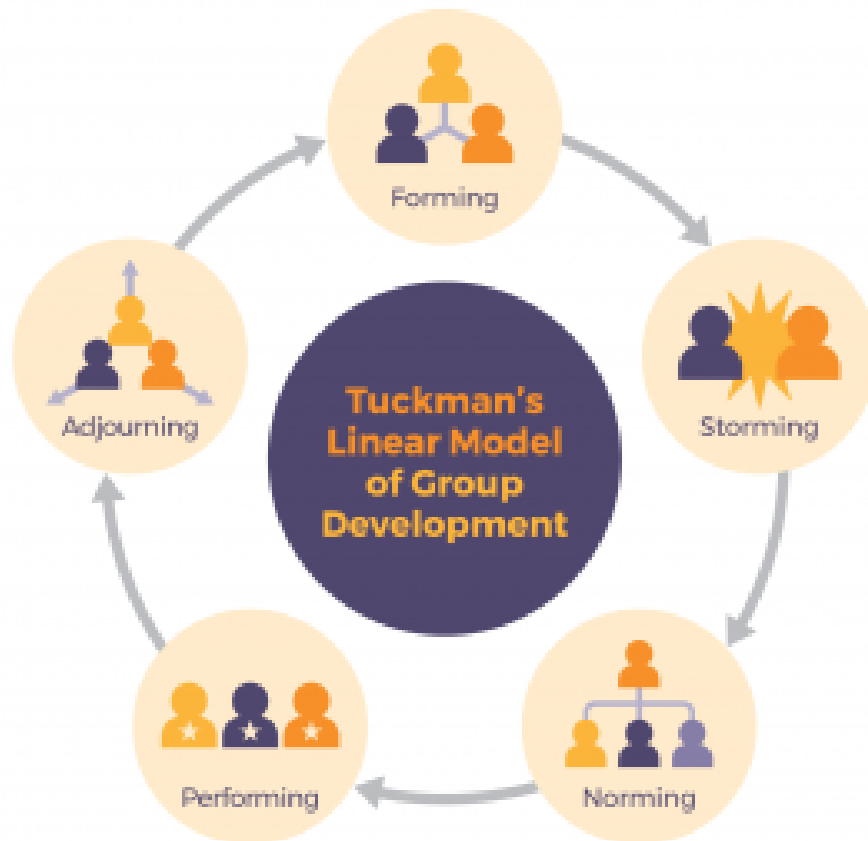 Forming
Storming
Norming
Performing
Adjourning
Tuckman's
Linear Model
of Group
Development